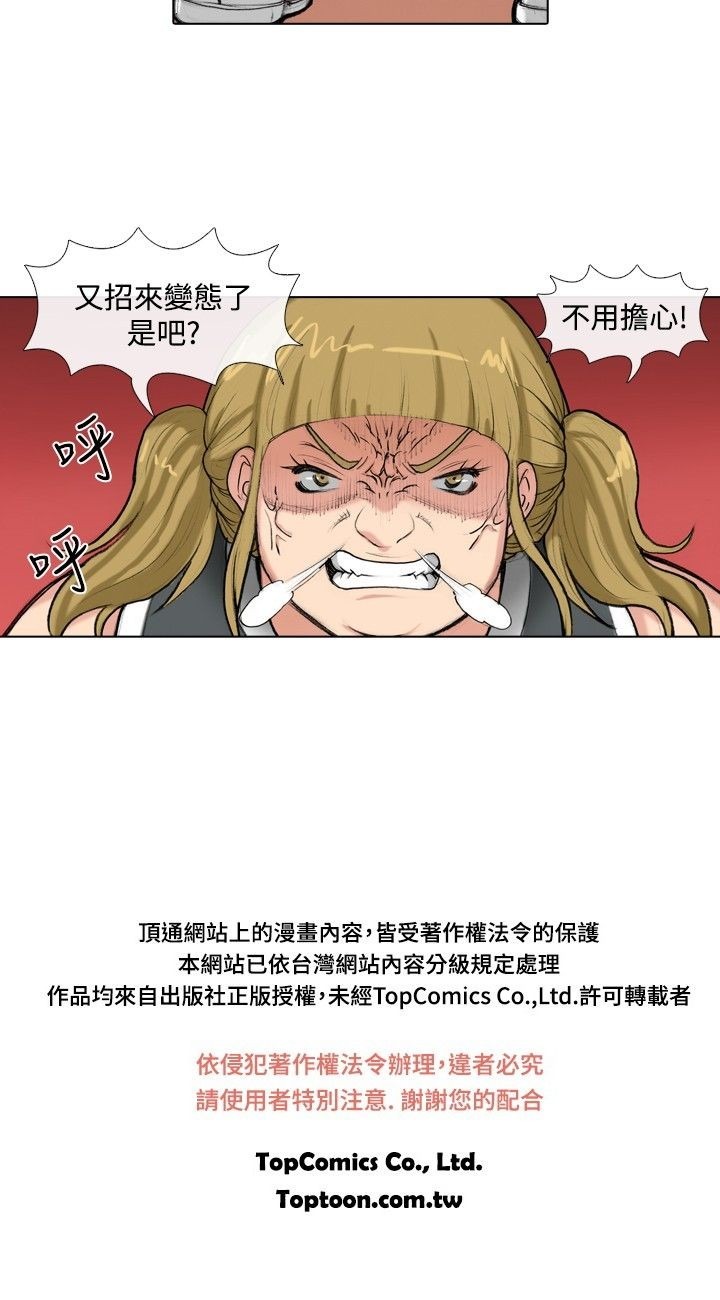 又招來變態了
是吧?
不用擔心!
呼
呼
頂通網站上的漫畫內容,皆受著作權法令的保護
本網站已依台灣網站內容分級規定處理
作品均來自出版社正版授權,未經TopComics Co.,Ltd.許可轉載者
依侵犯著作權法令辦理,違者必究
請使用者特別注意. 謝謝您的配合
TopComics Co., Ltd.
Toptoon.com.tw